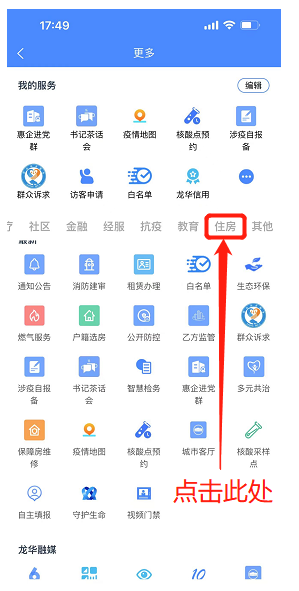 17:49
更多
我的服务
编辑
惠企进党群
书记茶话会
疫情地图
核酸点预约
涉疫自报备
群众诉求
访客申请
白名单
龙华信用
疗 社区 金融 经服 抗疫 教育 住房 其他
通知公告
消防建审
租赁办理
白名单
生态环保
燃气服务
户籍选房
公开防控
乙方监管
群众诉求
涉疫自报备
书记茶话会
智慧检务
惠企进党群
多元共治
保障房维修
疫情地图
核酸点预约
城市客厅
核酸采样点
自主填报
守护生命
视频门禁
点击此处
龙华融媒
10